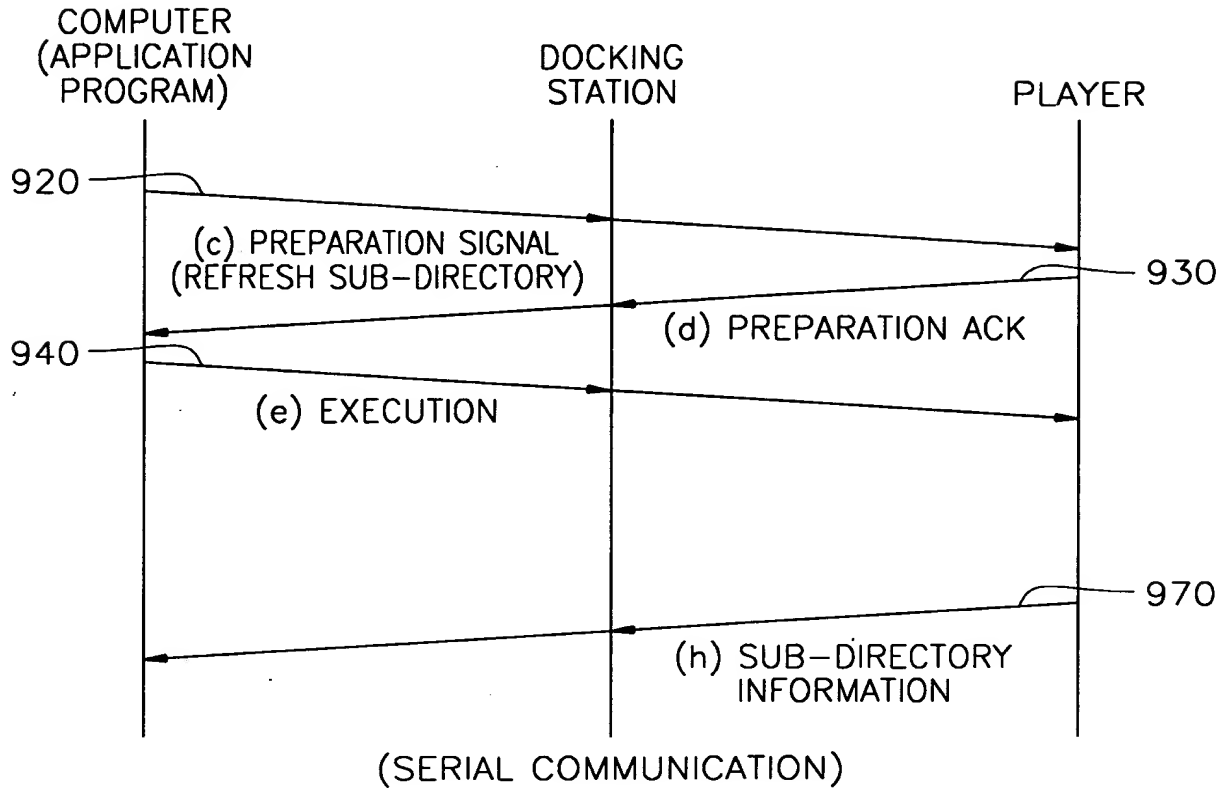 COMPUTER
(APPLICATION
PROGRAM)
DOCKING
STATION
PLAYER
920
(c) PREPARATION SIGNAL
(REFRESH SUB-DIRECTORY)
930
(d) PREPARATION ACK
940
(e) EXECUTION
970
(h) SUB-DIRECTORY
INFORMATION
(SERIAL COMMUNICATION)